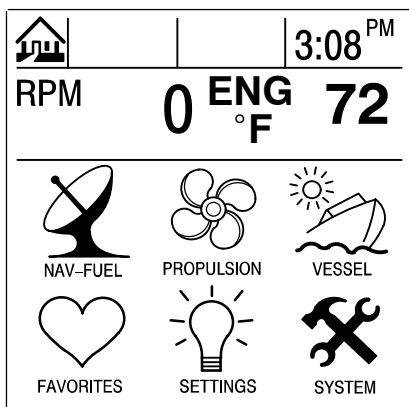 3:08 PM
RPM 0 ENG °F 72
NAV–FUEL PROPULSION VESSEL
FAVORITES SETTINGS SYSTEM